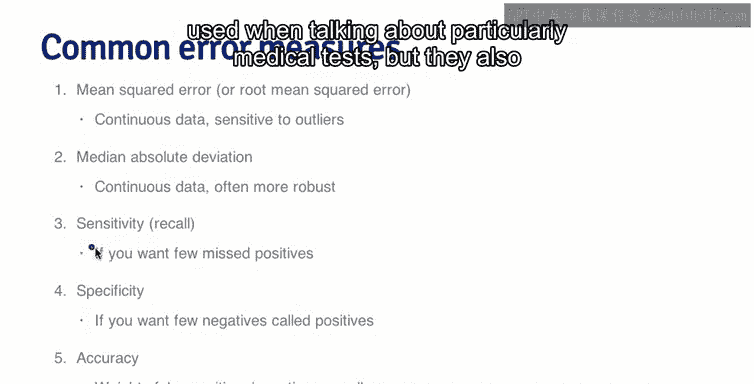 used when talking about particularly
medical tests, but they also
Common error measures
1. Mean squared error (or root mean squared error)
· Continuous data, sensitive to outliers
2. Median absolute deviation
· Continuous data, often more robust
3. Sensitivity (recall)
· If you want few missed positives
4. Specificity
· If you want few negatives called positives
5. Accuracy